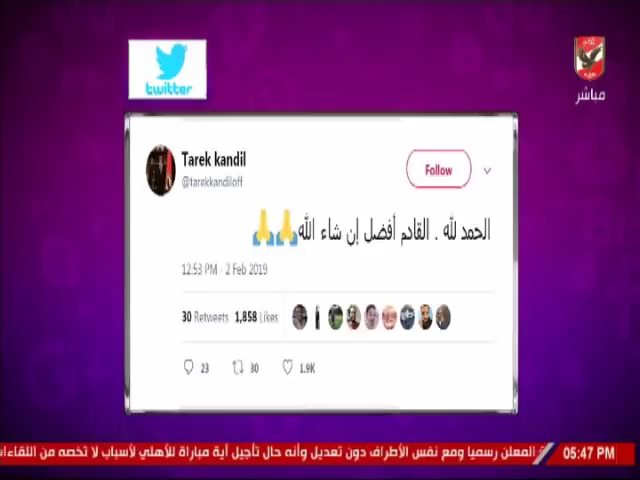 twitter
مباشر
Tarek kandil
@tarekkandiloff
Follow
الحمد لله . القادم أفضل إن شاء الله🙏🙏
12:53 PM - 2 Feb 2019
30 Retweets 1,858 Likes
23 30 1.9K
المعلن رسميا ومع نفس الأطراف دون تعديل وأنه حال تأجيل أية مباراة للأهلي لأسباب لا تخصه من اللقاءات
05:47 PM